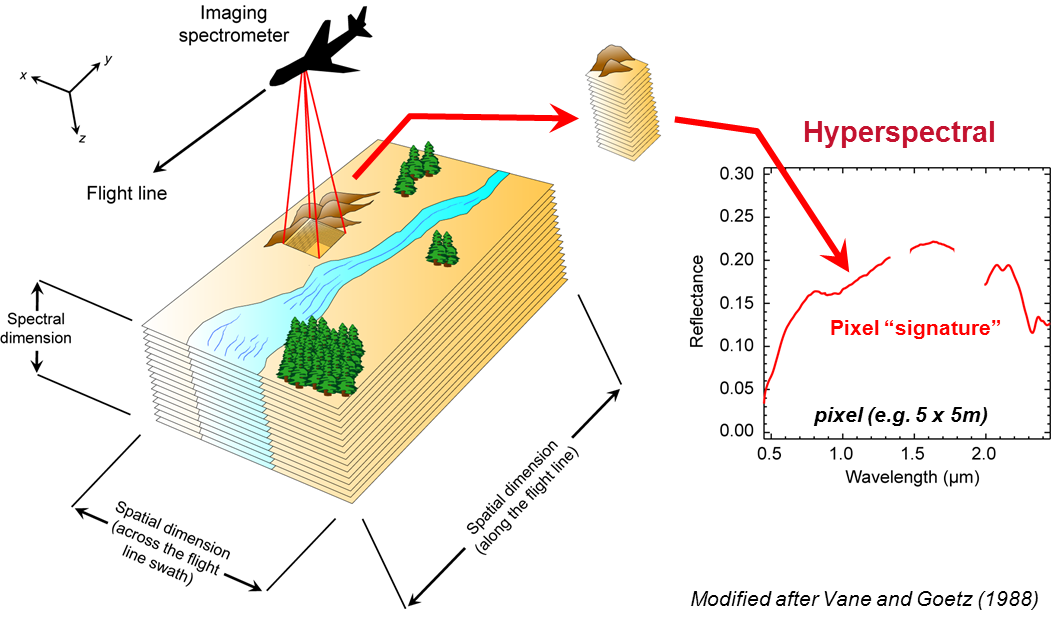 Imaging
spectrometer
x
y
z
Flight line
Spectral
dimension
Spatial dimension
(across the flight
line swath)
Spatial dimension
(along the flight line)
Hyperspectral
0.30
0.25
0.20
0.15
0.10
0.05
0.00
Reflectance
Pixel “signature”
pixel (e.g. 5 x 5m)
0.5
1.0
1.5
2.0
Wavelength (µm)
Modified after Vane and Goetz (1988)